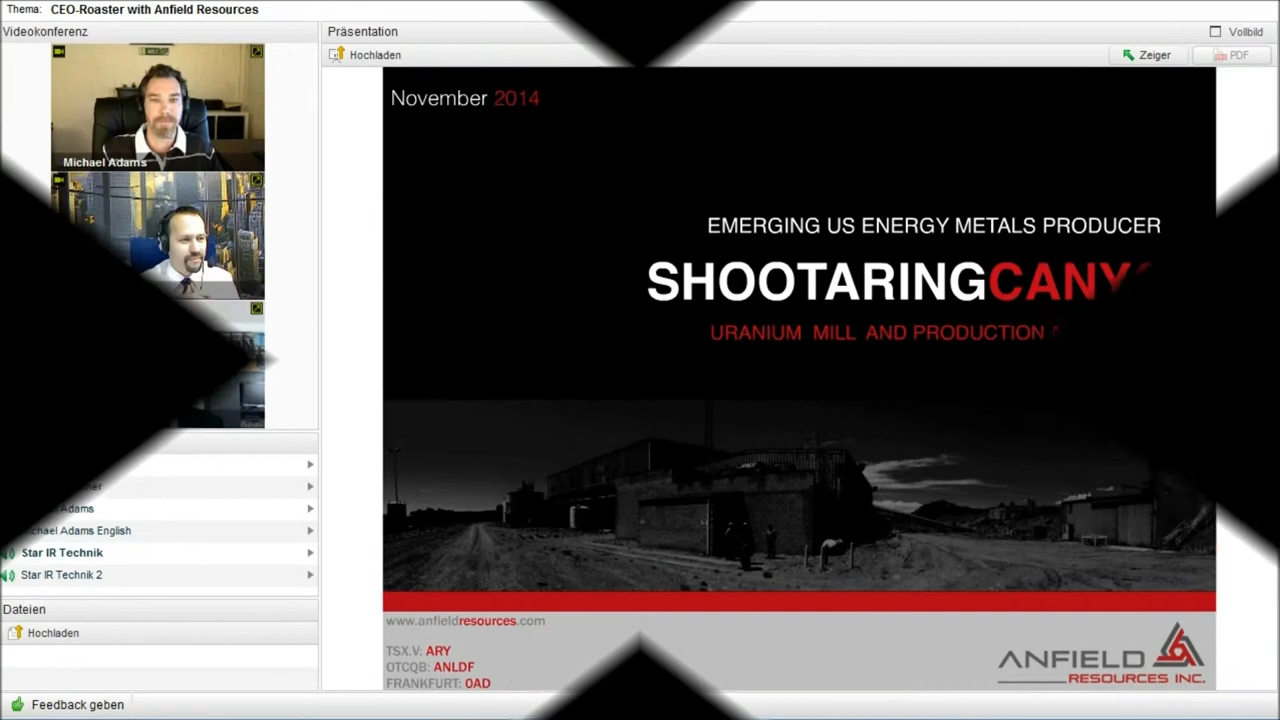 Thema: CEO-Roaster with Anfield Resources
Videokonferenz
Präsentation
Vollbild
Hochladen
Zeiger
PDF
Michael Adams
November 2014
EMERGING US ENERGY METALS PRODUCER
SHOOTARINGCANY
URANIUM MILL AND PRODUCTION
Adams
Adams English
Star IR Technik
Star IR Technik 2
Dateien
Hochladen
www.anfieldresources.com
TSX.V: ARY
OTCQB: ANLDF
FRANKFURT: 0AD
ANFIELD
RESOURCES INC.
Feedback geben